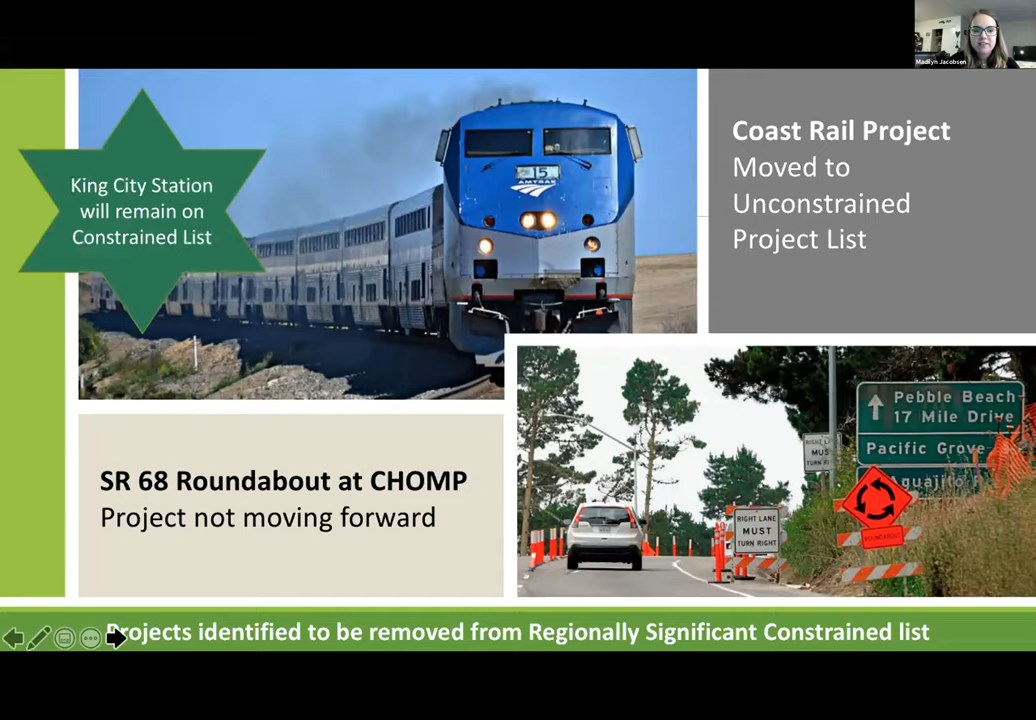 Madilyn Jacobsen
King City Station
will remain on
Constrained List
15
AMTRAK
Coast Rail Project
Moved to
Unconstrained
Project List
SR 68 Roundabout at CHOMP
Project not moving forward
Pebble Beach
17 Mile Drive
Pacific Grove
RIGHT LANE
MUST
TURN RIGHT
RIGHT LANE
MUST
TURN RIGHT
ROUNDABOUT
Projects identified to be removed from Regionally Significant Constrained list